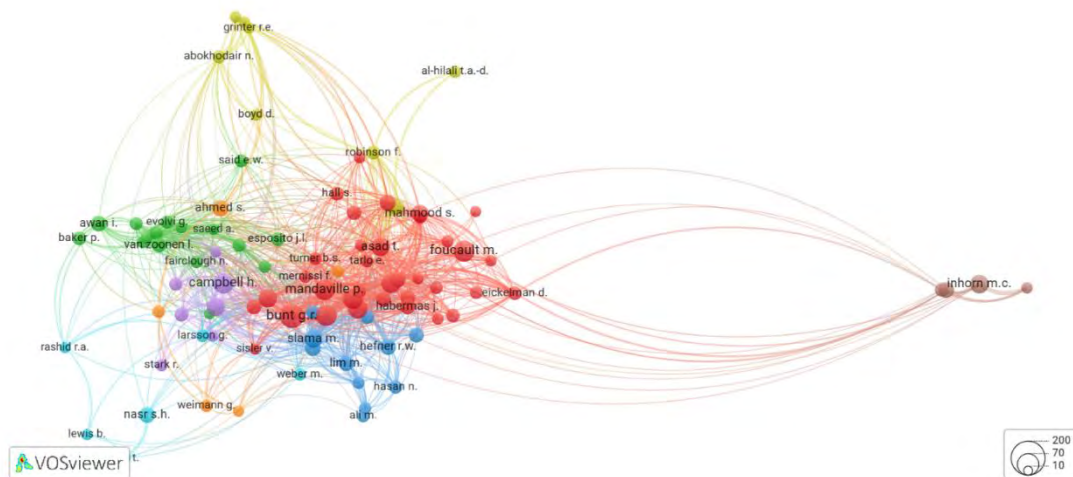 grinter r.e.
abokhodair n.
al-hilali t.a.-d.
boyd d.
robinson f.
said e.w.
hall s.
ahmed s.
mahmood s.
awan i.
evolvi g.
saeed a.
baker p.
van zoonen l.
esposito j.l.
asad t.
foucault m.
turner b.s.
tarlo e.
fairclough n.
mernissi f.
campbell h.
mandaville p.
eickelman d.
inhorn m.c.
habermas j.
bunt g.r.
larsson g.
slama m.
rashid r.a.
sisler v
hefner r.w.
stark r.
lim m.
weber m.
hasan n.
weimann g.
nasr s.h.
ali m.
lewis b.
t.
VOSviewer
200
70
10